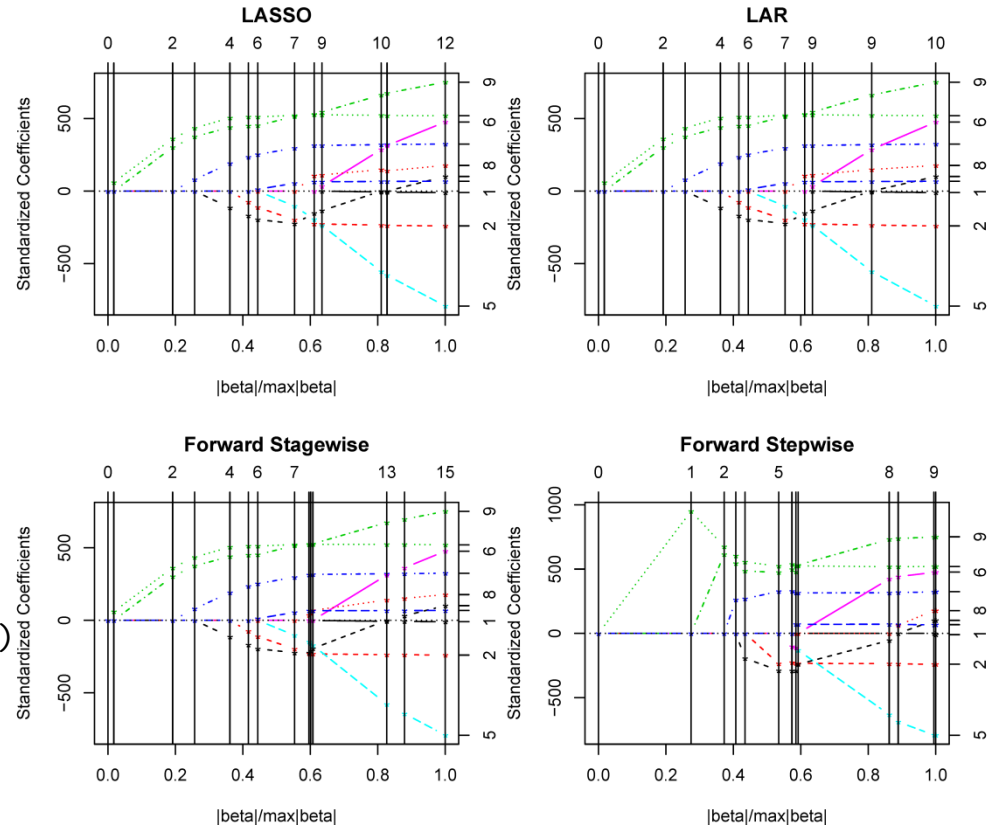 LASSO
0 2 4 6 7 9 10 12
Standardized Coefficients
500
0
−500
9
6
8
1
2
5
0.0 0.2 0.4 0.6 0.8 1.0
|beta|/max|beta|
LAR
0 2 4 6 7 9 9 10
Standardized Coefficients
500
0
−500
9
6
8
1
2
5
0.0 0.2 0.4 0.6 0.8 1.0
|beta|/max|beta|
Forward Stagewise
0 2 4 6 7 13 15
Standardized Coefficients
500
0
−500
9
6
8
1
2
5
0.0 0.2 0.4 0.6 0.8 1.0
|beta|/max|beta|
)
Forward Stepwise
0 1 2 5 8 9
Standardized Coefficients
1000
500
0
−500
9
6
8
1
2
5
0.0 0.2 0.4 0.6 0.8 1.0
|beta|/max|beta|